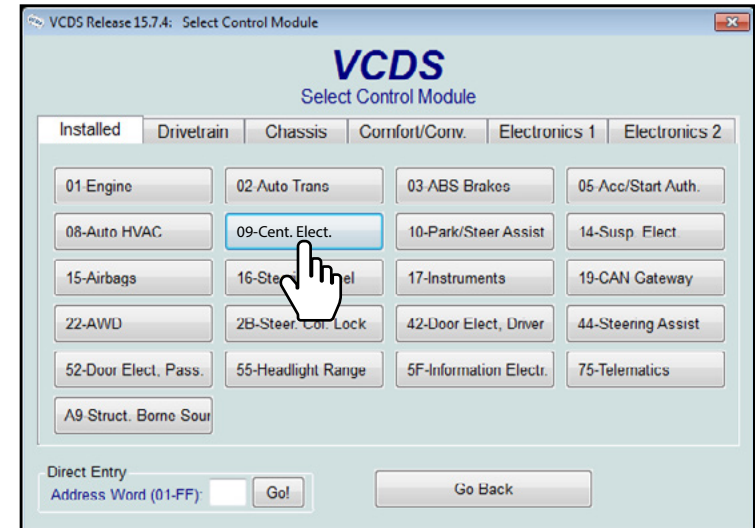 VCDS Release 15.7.4: Select Control Module
VCDS
Select Control Module
Installed Drivetrain Chassis Comfort/Conv. Electronics 1 Electronics 2
01-Engine 02-Auto Trans 03-ABS Brakes 05-Acc/Start Auth.
08-Auto HVAC 09-Cent. Elect. 10-Park/Steer Assist 14-Susp. Elect.
15-Airbags 17-Instruments 19-CAN Gateway
22-AWD 2B-Steer. Col. Lock 42-Door Elect, Driver 44-Steering Assist
52-Door Elect, Pass. 55-Headlight Range 5F-Information Electr. 75-Telematics
A9-Struct. Borne Sour
Direct Entry
Address Word (01-FF): Go! Go Back